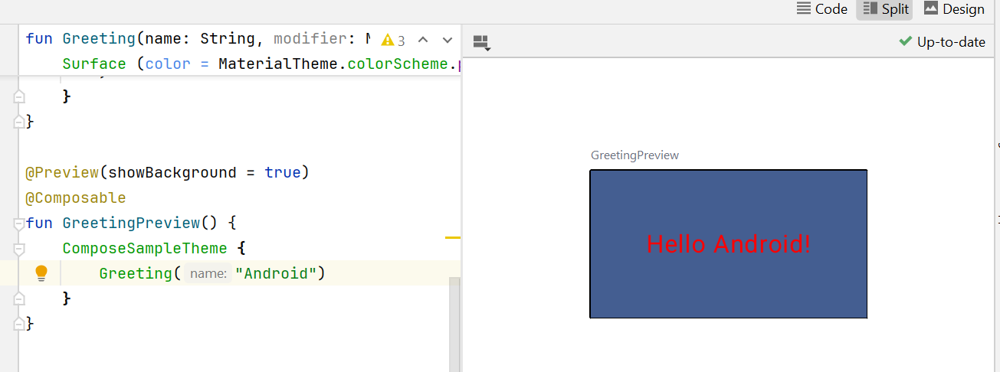 Code Split Design
fun Greeting(name: String, modifier: M 3
Surface (color = MaterialTheme.colorScheme.p
Up-to-date
}
}
@Preview(showBackground = true)
@Composable
fun GreetingPreview() {
ComposeSampleTheme {
Greeting( name: "Android")
}
}
GreetingPreview
Hello Android!